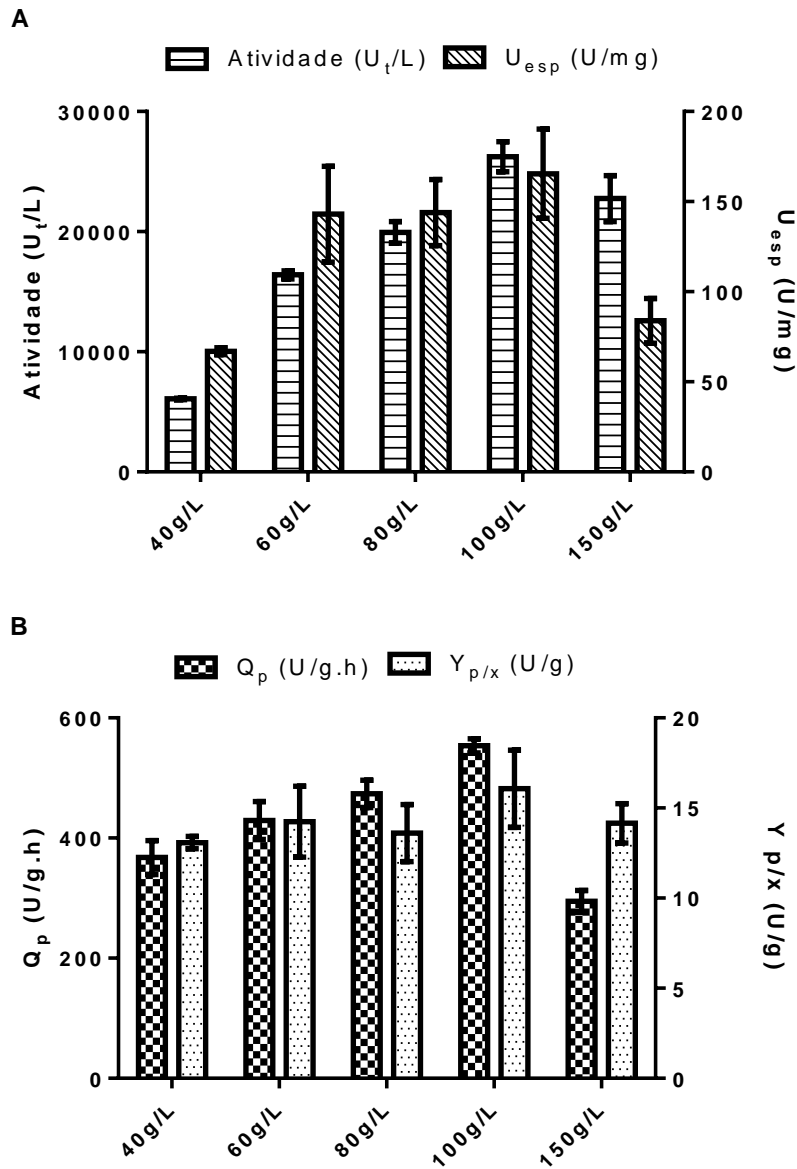 A
Atividade (Ut/L) Uesp (U/mg)
30000
20000
10000
0
Atividade (Ut/L)
200
150
100
50
0
Uesp (U/mg)
40g/L 60g/L 80g/L 100g/L 150g/L
B
Qp (U/g.h) Yp/x (U/g)
600
400
200
0
Qp (U/g.h)
20
15
10
5
0
Y p/x (U/g)
40g/L 60g/L 80g/L 100g/L 150g/L